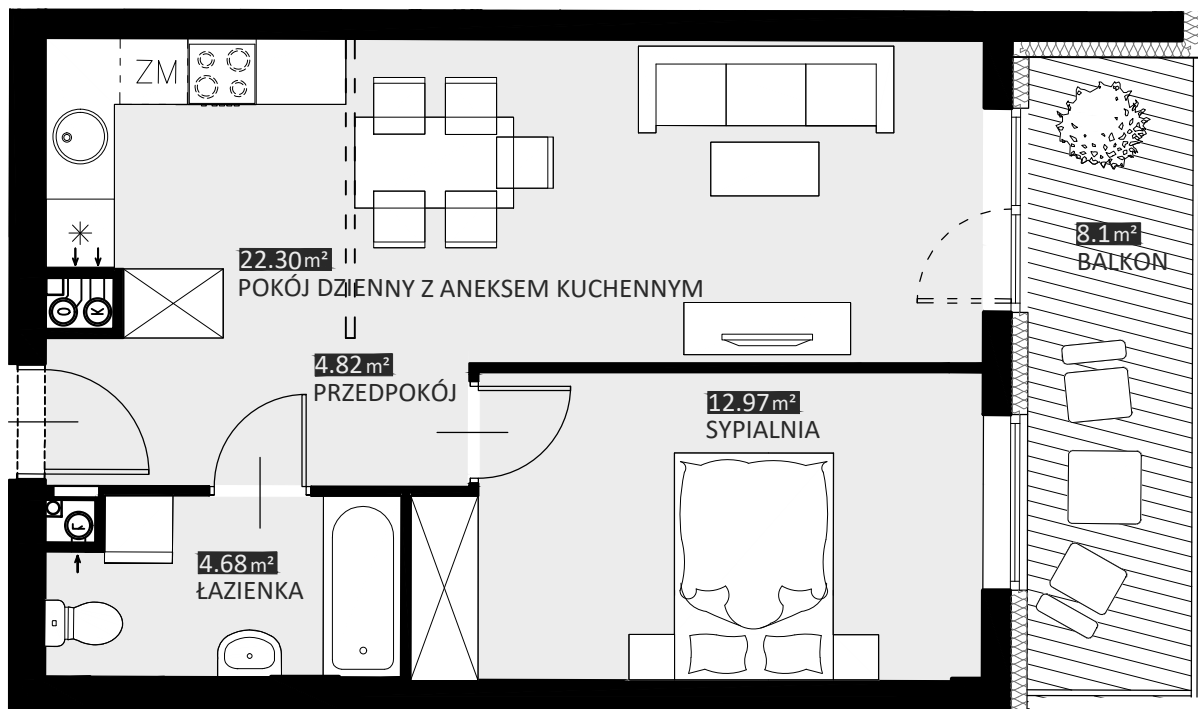 ZM
22.30 m²
POKÓJ DZIENNY Z ANEKSEM KUCHENNYM
8.1 m²
BALKON
O K
4.82 m²
PRZEDPOKÓJ
12.97 m²
SYPIALNIA
4.68 m²
ŁAZIENKA